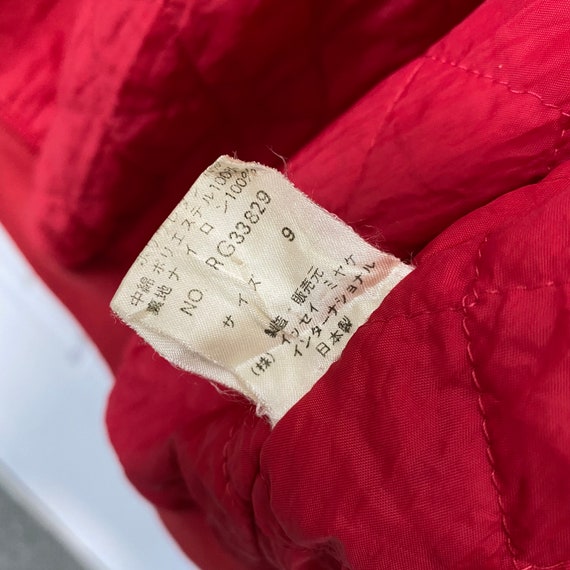 中綿 ポリエステル100%
裏地 ナイロン100%
NO RG33829
サイズ 9
製造・販売元
(株)イッセイ・ミヤケ
インターナショナル
日本製